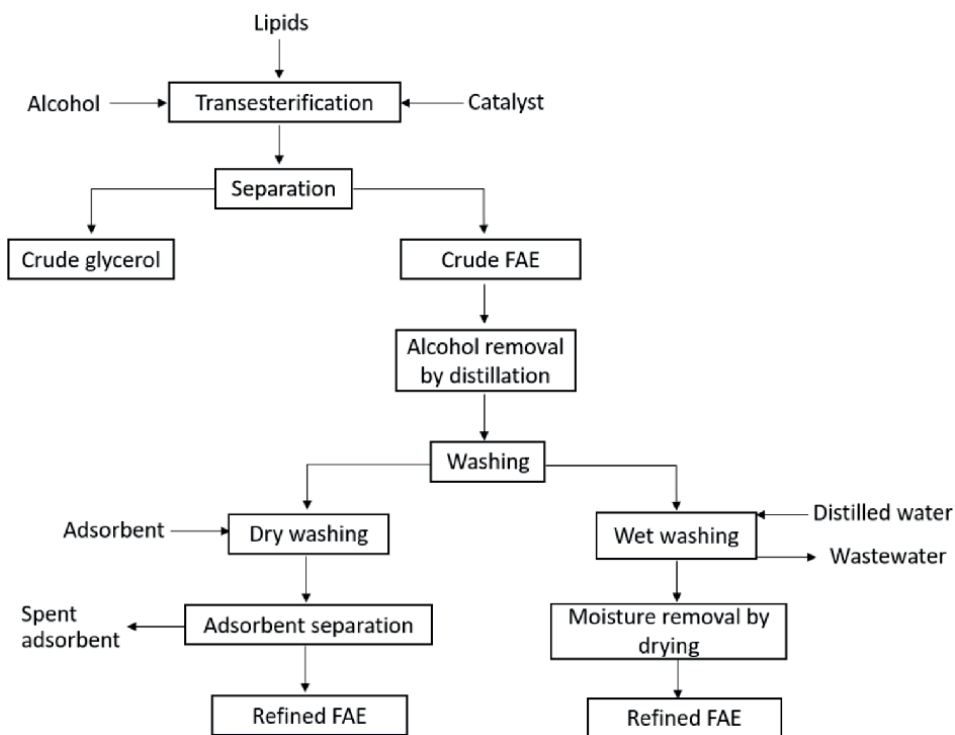 Lipids
Alcohol
Transesterification
Catalyst
Separation
Crude glycerol
Crude FAE
Alcohol removal
by distillation
Washing
Adsorbent
Dry washing
Distilled water
Wet washing
Wastewater
Spent
adsorbent
Adsorbent separation
Moisture removal by
drying
Refined FAE
Refined FAE